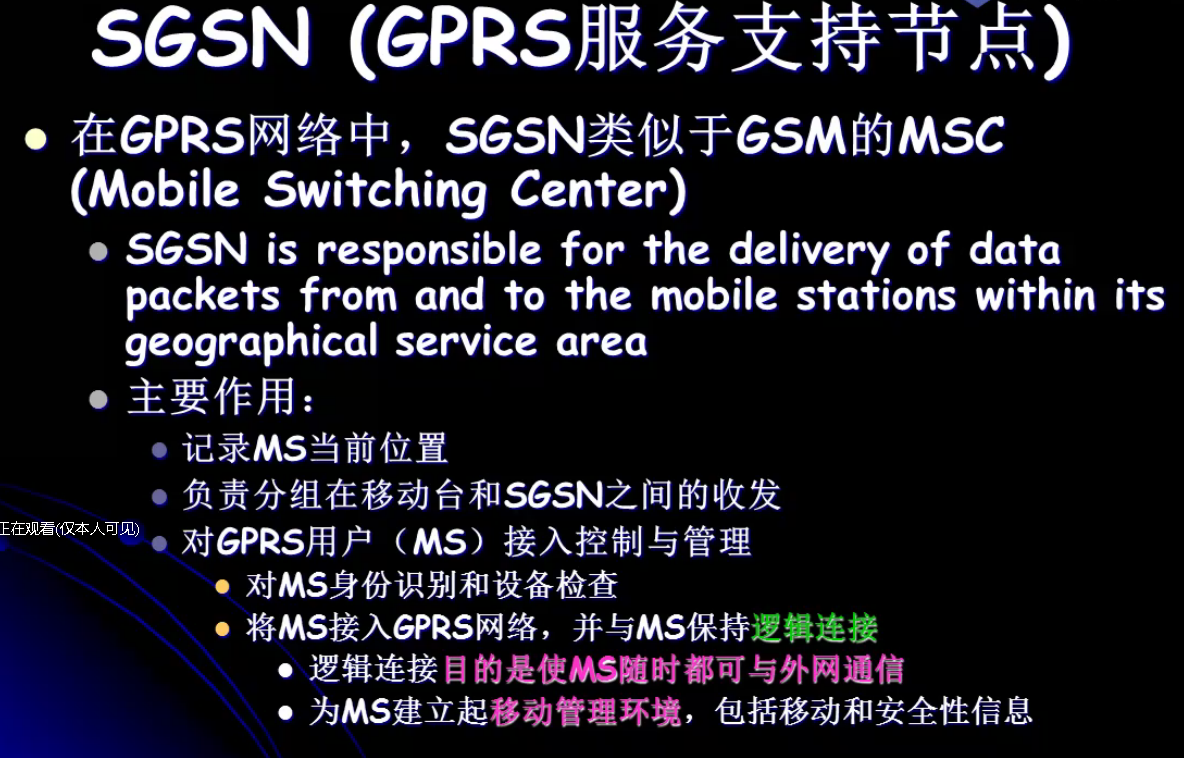 SGSN (GPRS服务支持节点)
在GPRS网络中，SGSN类似于GSM的MSC
(Mobile Switching Center)
SGSN is responsible for the delivery of data
packets from and to the mobile stations within its
geographical service area
主要作用：
记录MS当前位置
负责分组在移动台和SGSN之间的收发
正在观看(仅本人可见)
对GPRS用户（MS）接入控制与管理
对MS身份识别和设备检查
将MS接入GPRS网络，并与MS保持逻辑连接
逻辑连接目的是使MS随时都可与外网通信
为MS建立起移动管理环境，包括移动和安全性信息